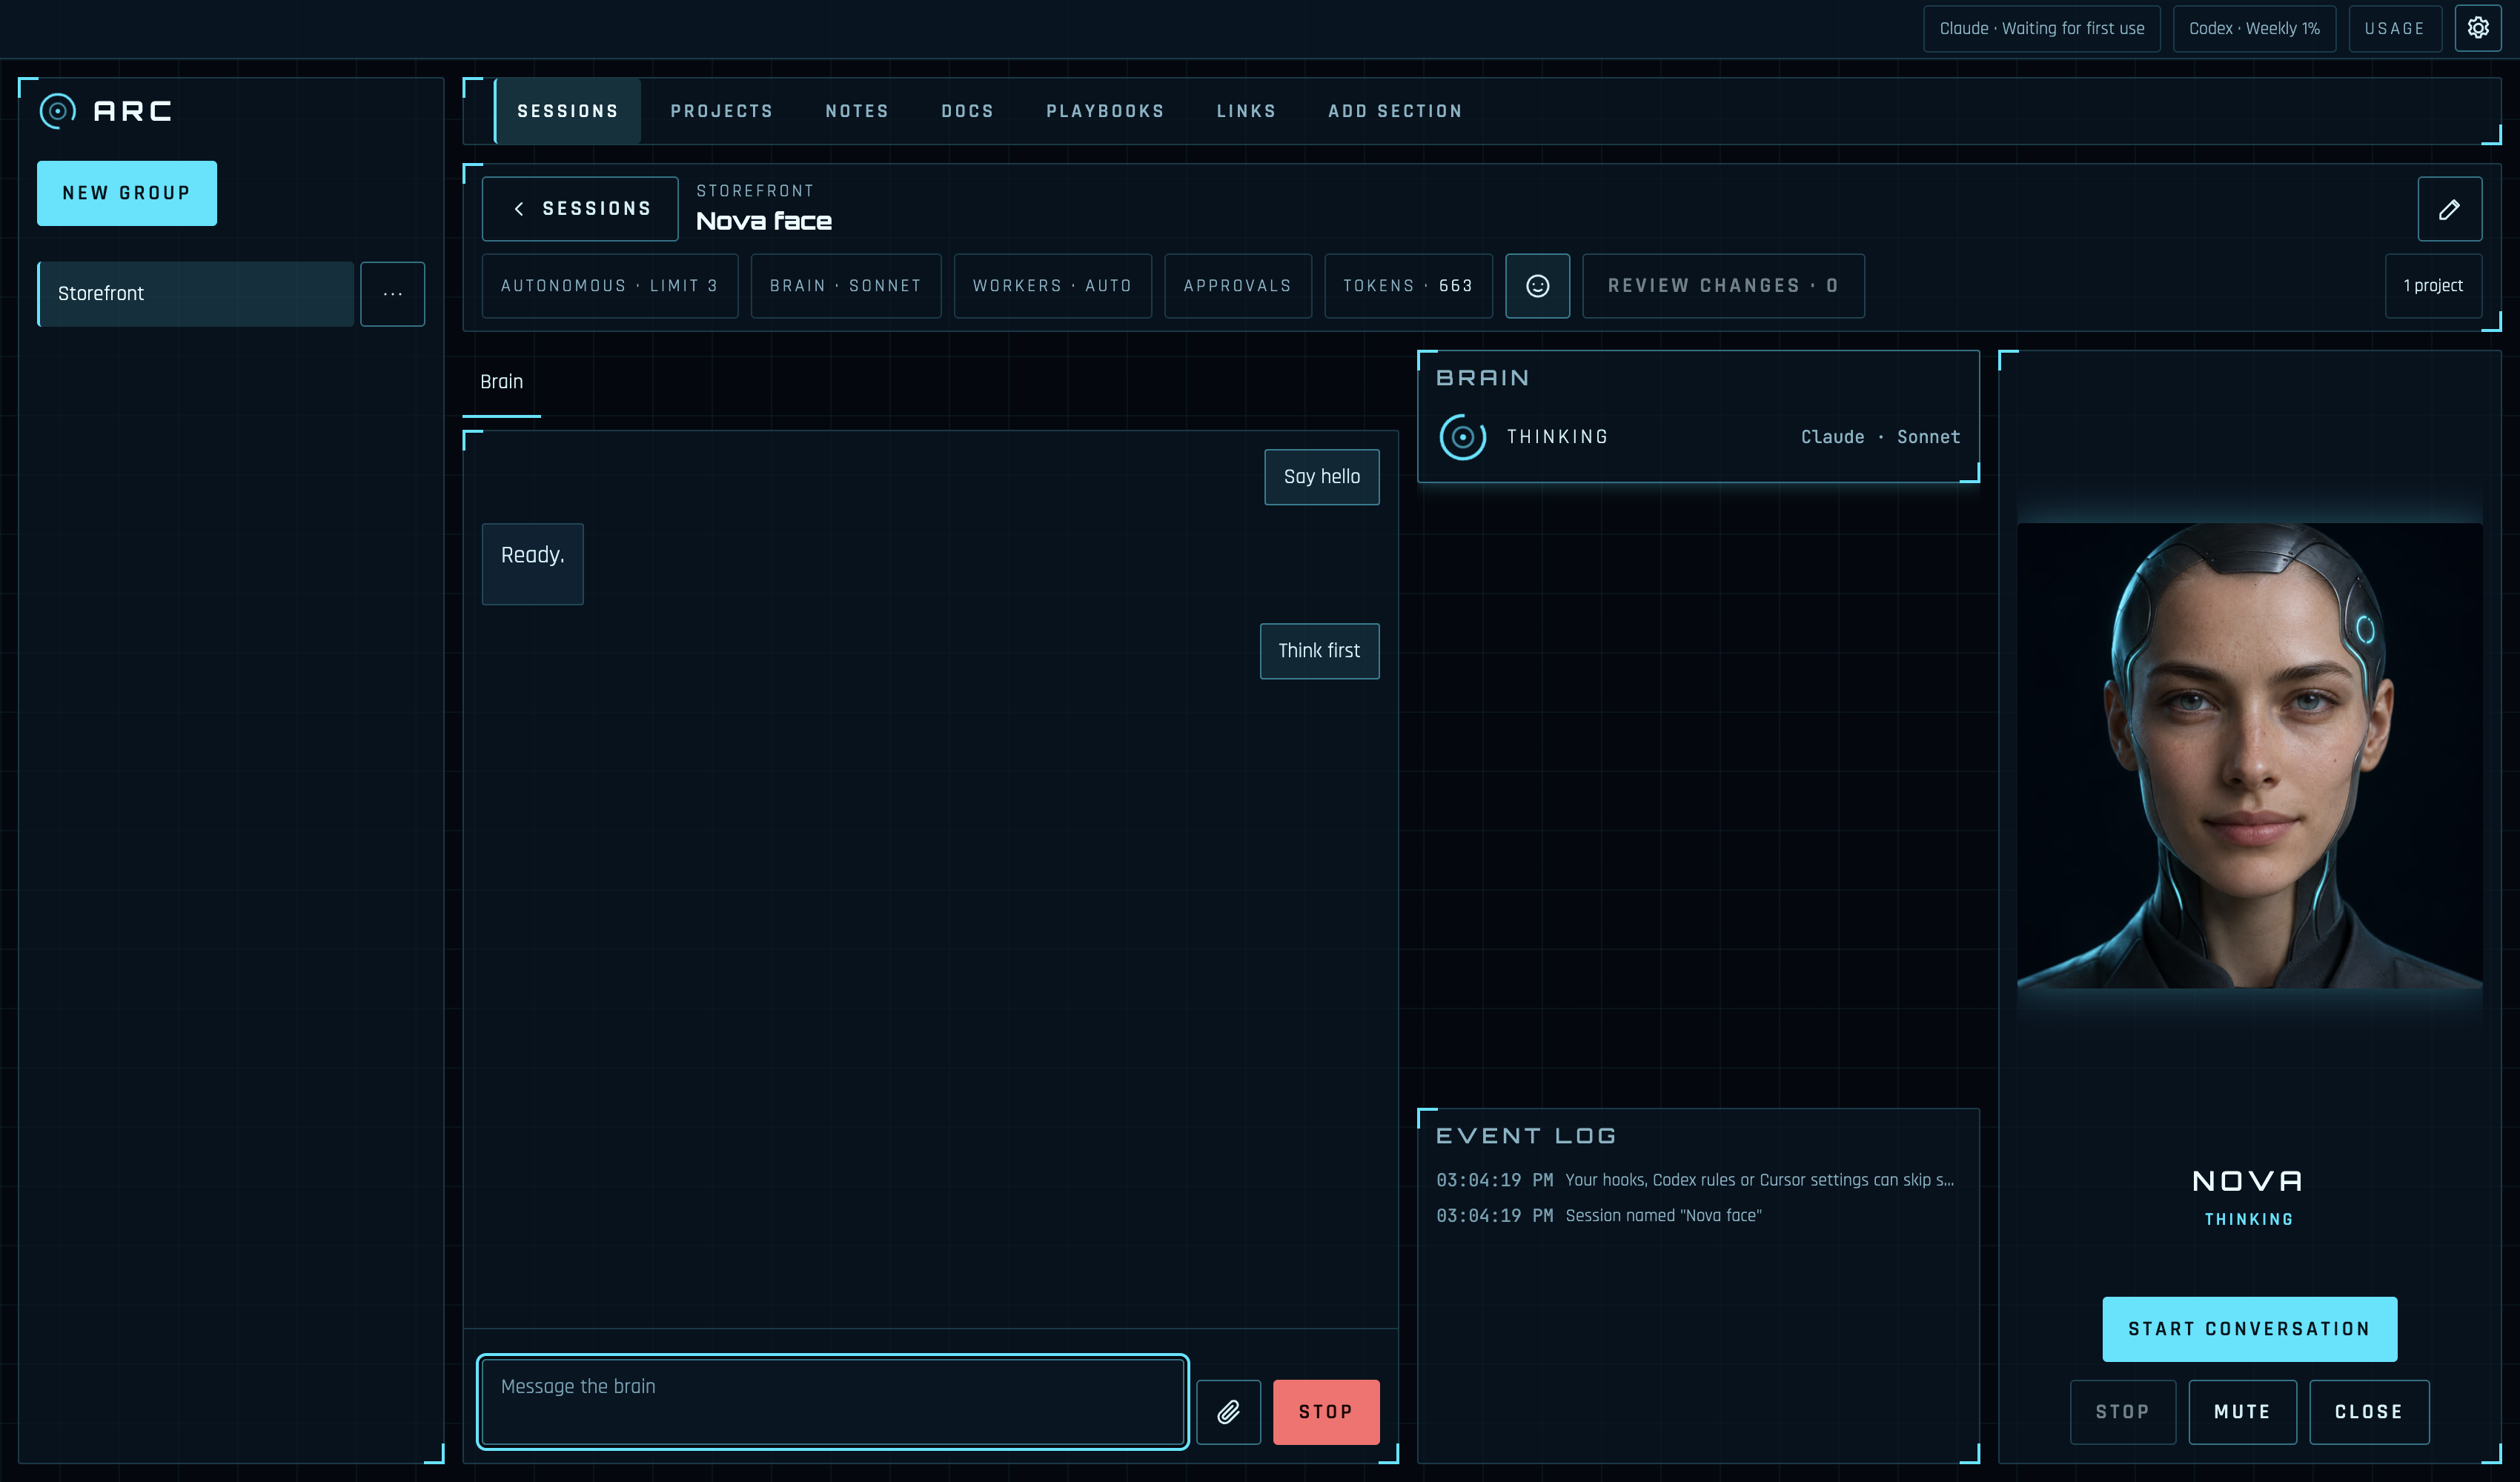 Claude · Waiting for first use
Codex · Weekly 1%
USAGE
ARC
NEW GROUP
Storefront
...
SESSIONS
PROJECTS
NOTES
DOCS
PLAYBOOKS
LINKS
ADD SECTION
SESSIONS
STOREFRONT
Nova face
AUTONOMOUS · LIMIT 3
BRAIN · SONNET
WORKERS · AUTO
APPROVALS
TOKENS · 663
REVIEW CHANGES · 0
1 project
Brain
Say hello
Ready.
Think first
Message the brain
STOP
BRAIN
THINKING
Claude · Sonnet
EVENT LOG
03:04:19 PM Your hooks, Codex rules or Cursor settings can skip s...
03:04:19 PM Session named "Nova face"
NOVA
THINKING
START CONVERSATION
STOP
MUTE
CLOSE